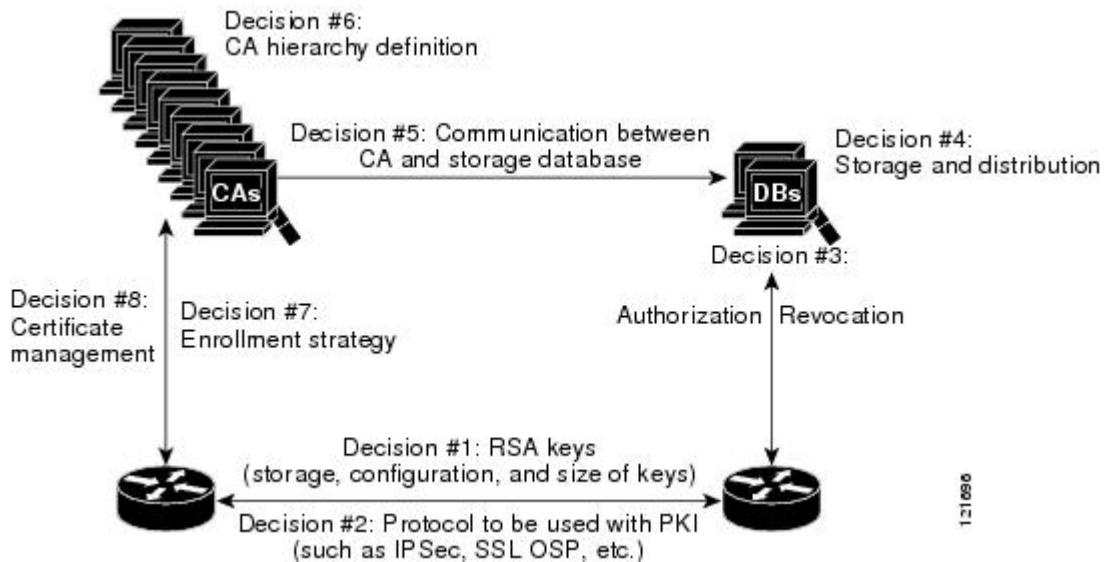 Decision #6:
CA hierarchy definition
Decision #5: Communication between
CA and storage database
Decision #4:
Storage and distribution
CAs
DBs
Decision #3:
Authorization
Revocation
Decision #8:
Certificate
management
Decision #7:
Enrollment strategy
Decision #1: RSA keys
(storage, configuration, and size of keys)
Decision #2: Protocol to be used with PKI
(such as IPSec, SSL OSP, etc.)
121696